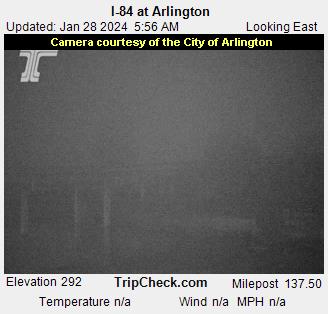 I-84 at Arlington
Updated: Jan 28 2024 5:56 AM Looking East
Camera courtesy of the City of Arlington
Elevation 292 TripCheck.com Milepost 137.50
Temperature n/a Wind n/a MPH n/a